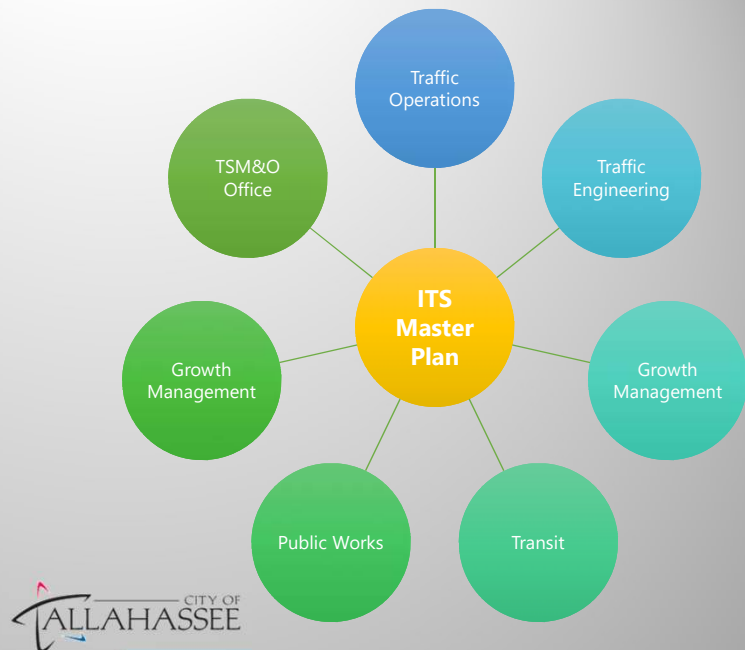 Traffic
Operations
TSM&O
Office
Traffic
Engineering
ITS
Master
Plan
Growth
Management
Growth
Management
Public Works
Transit
CITY OF
TALLAHASSEE